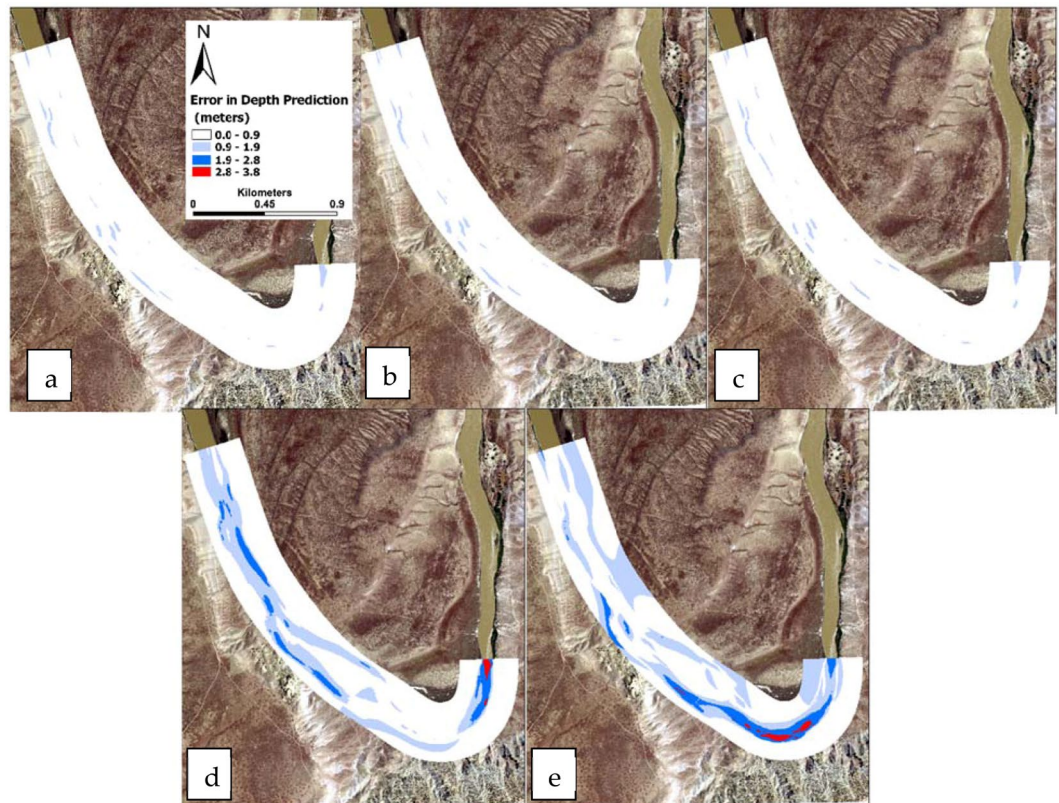 N
Error in Depth Prediction
(meters)
0.0 - 0.9
0.9 - 1.9
1.9 - 2.8
2.8 - 3.8
Kilometers
0 0.45 0.9
a
b
c
d
e